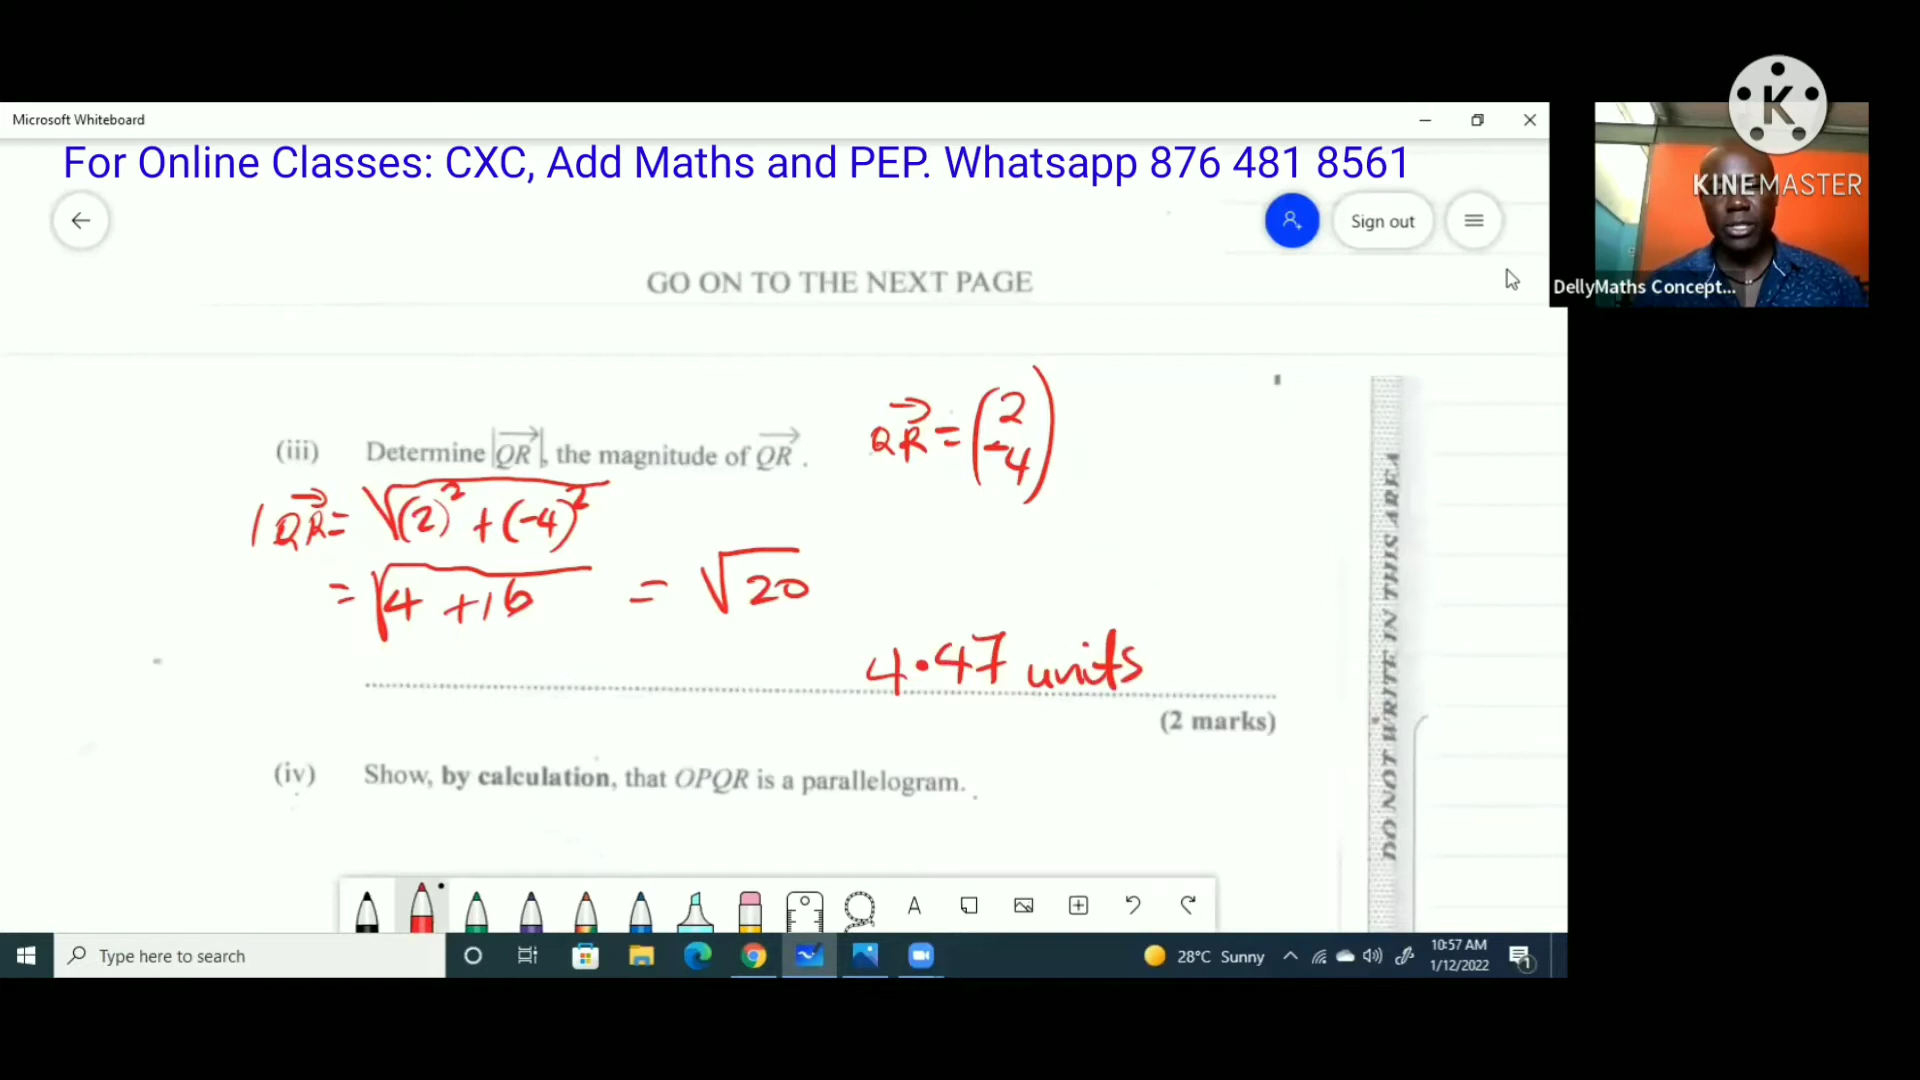 Microsoft Whiteboard
For Online Classes: CXC, Add Maths and PEP. Whatsapp 876 481 8561
K
KINEMASTER
Sign out
DellyMaths Concept...
GO ON TO THE NEXT PAGE
(iii) Determine |QR|, the magnitude of QR.
QR = (2 -4)
|QR = √(2)² + (-4)²
= √4 + 16 = √20
4.47 units
(2 marks)
(iv) Show, by calculation, that OPQR is a parallelogram.
DO NOT WRITE IN THIS AREA
A
Type here to search
28°C Sunny
10:57 AM
1/12/2022
1